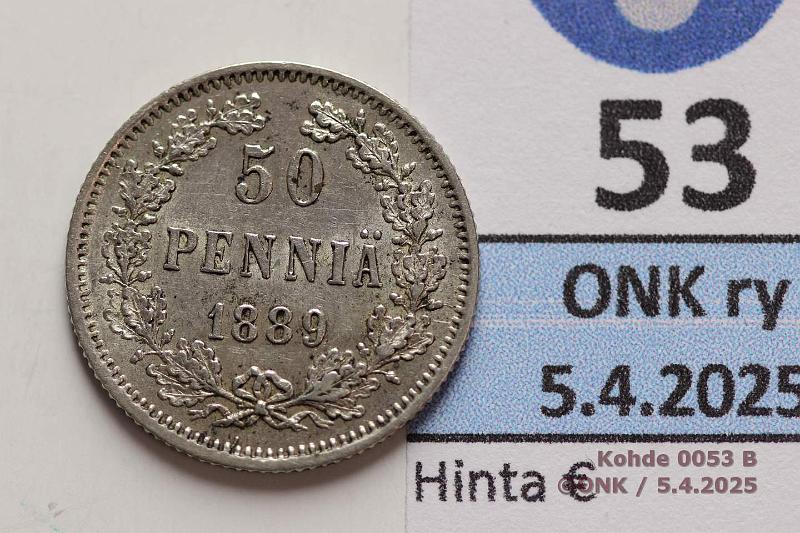 50
PENNIÄ
1889
53
ONK ry
5.4.2025
Hinta €
Kohde 0053 B
©ONK / 5.4.2025